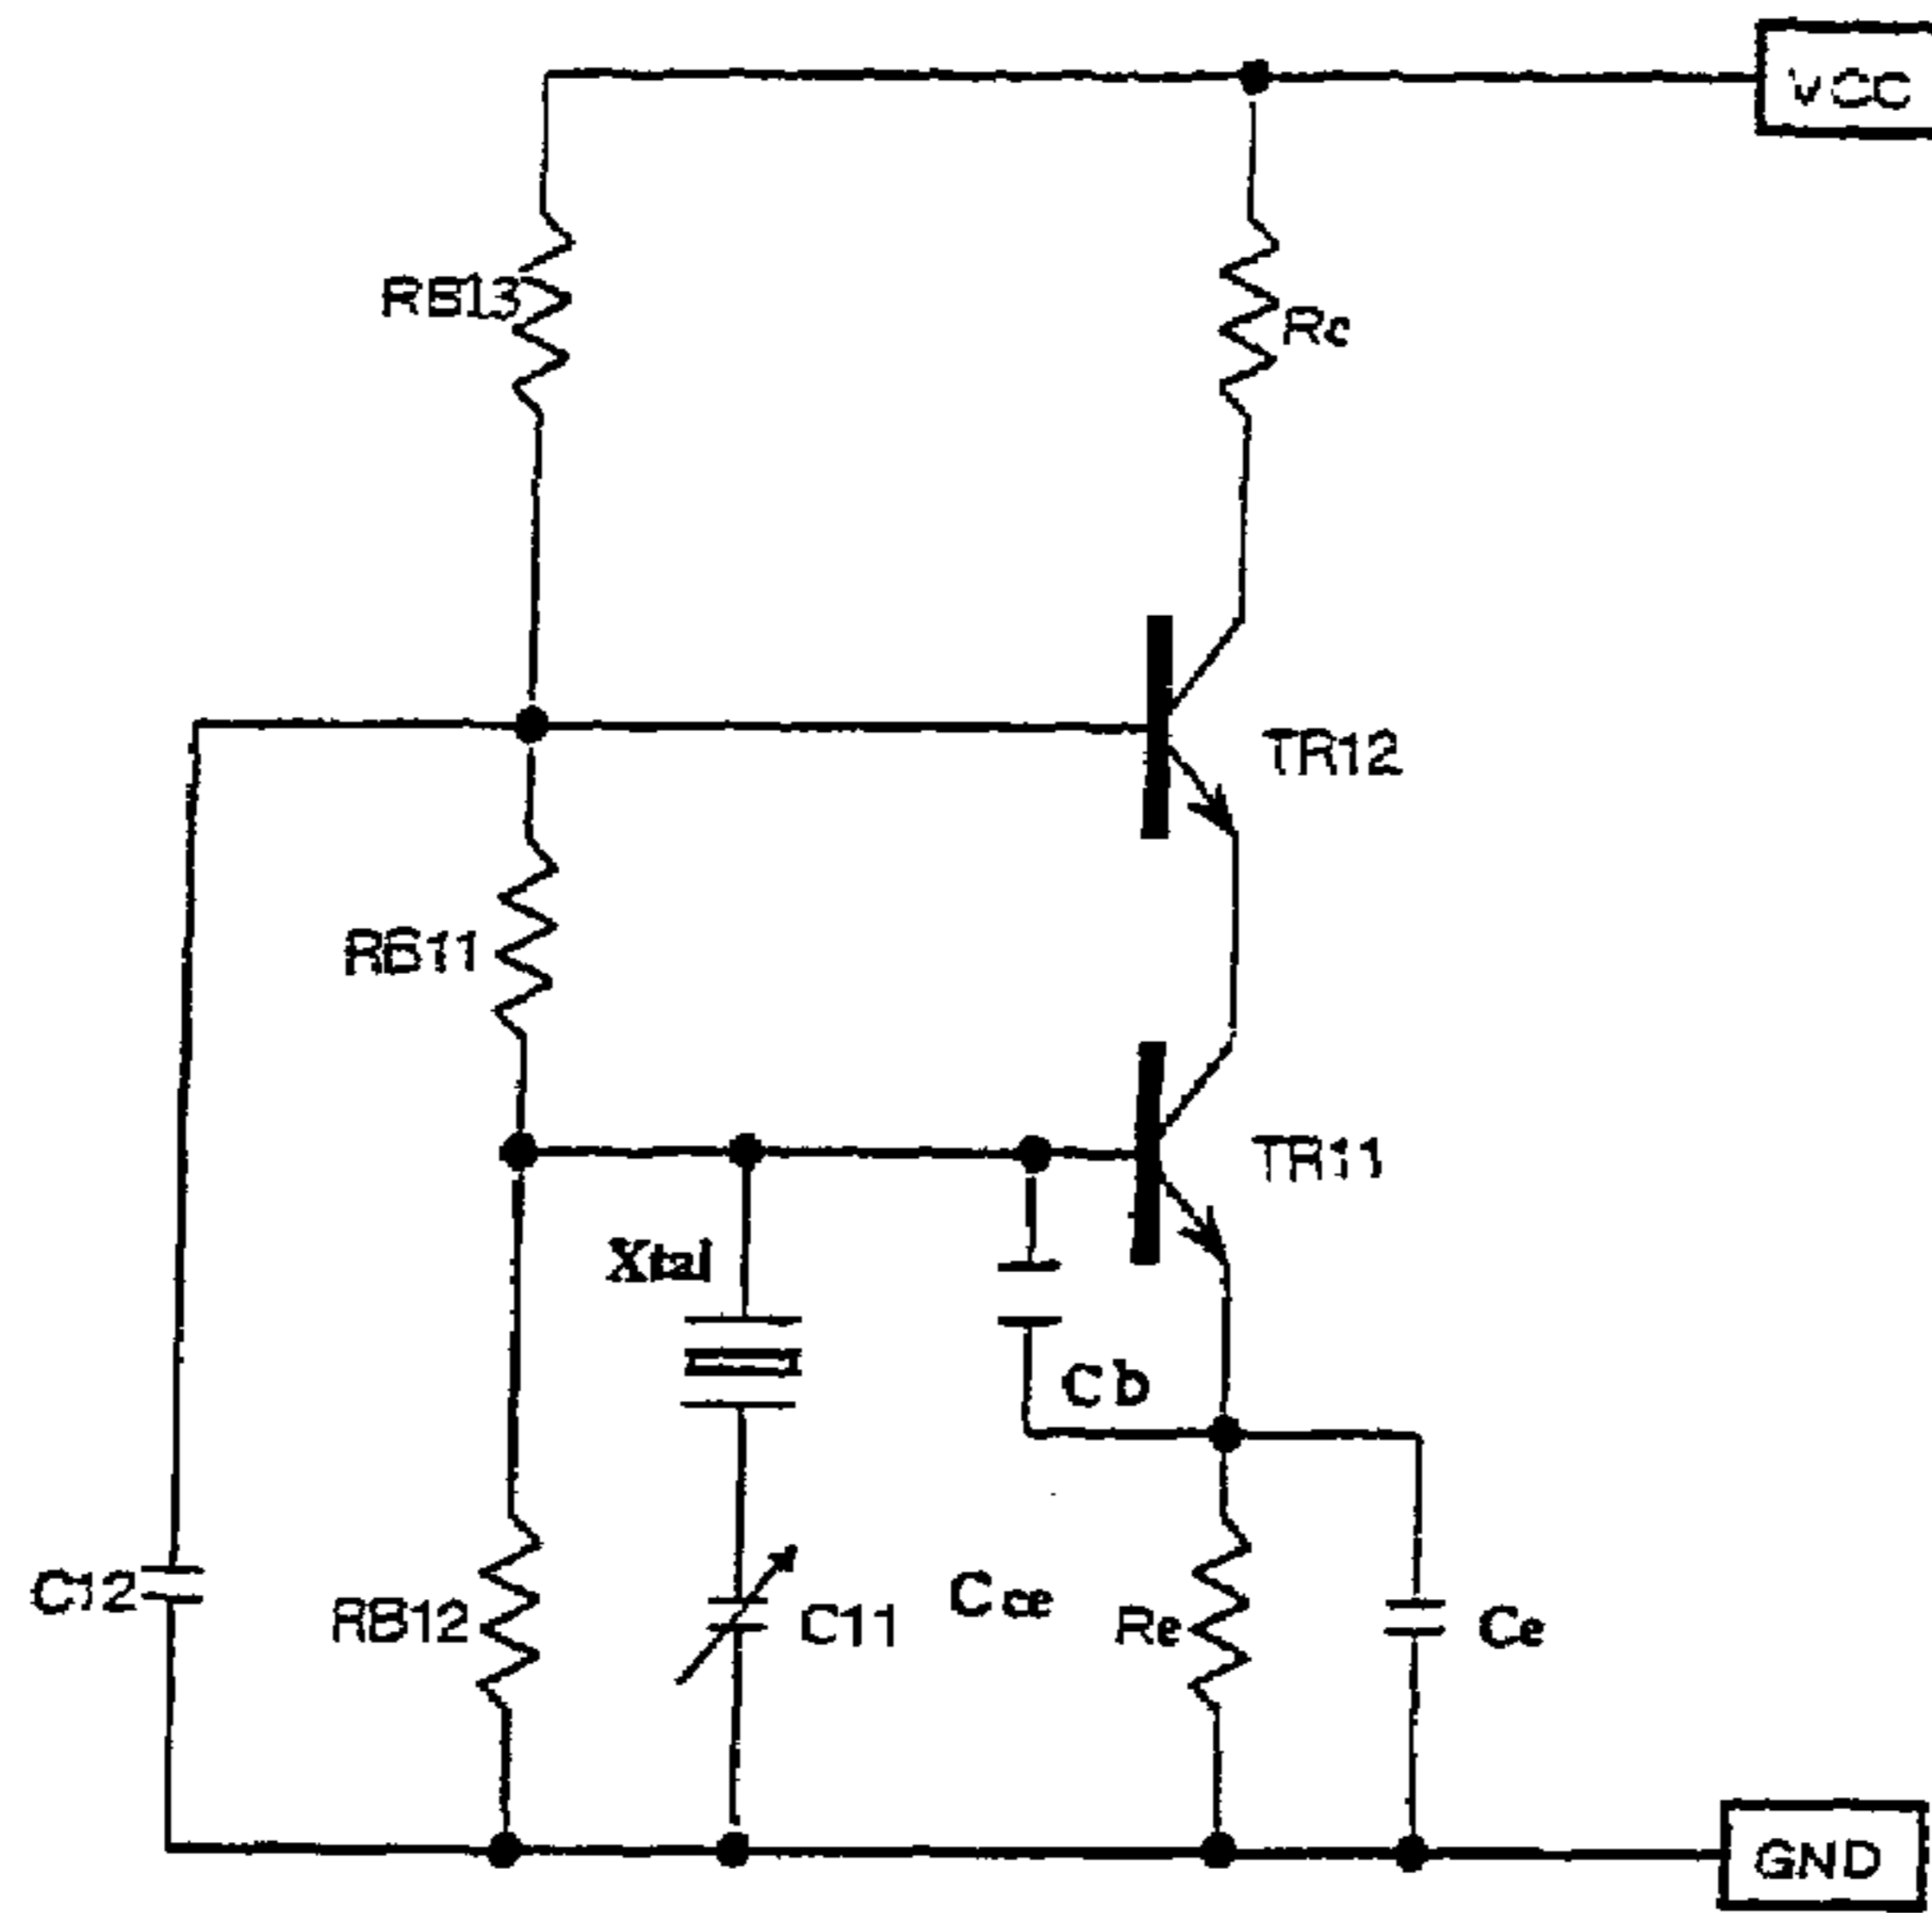 VCC
RB13
Rc
TR12
RB11
TR11
Xtal
Cb
C12
RB12
C11
Cce
Re
Ce
GND